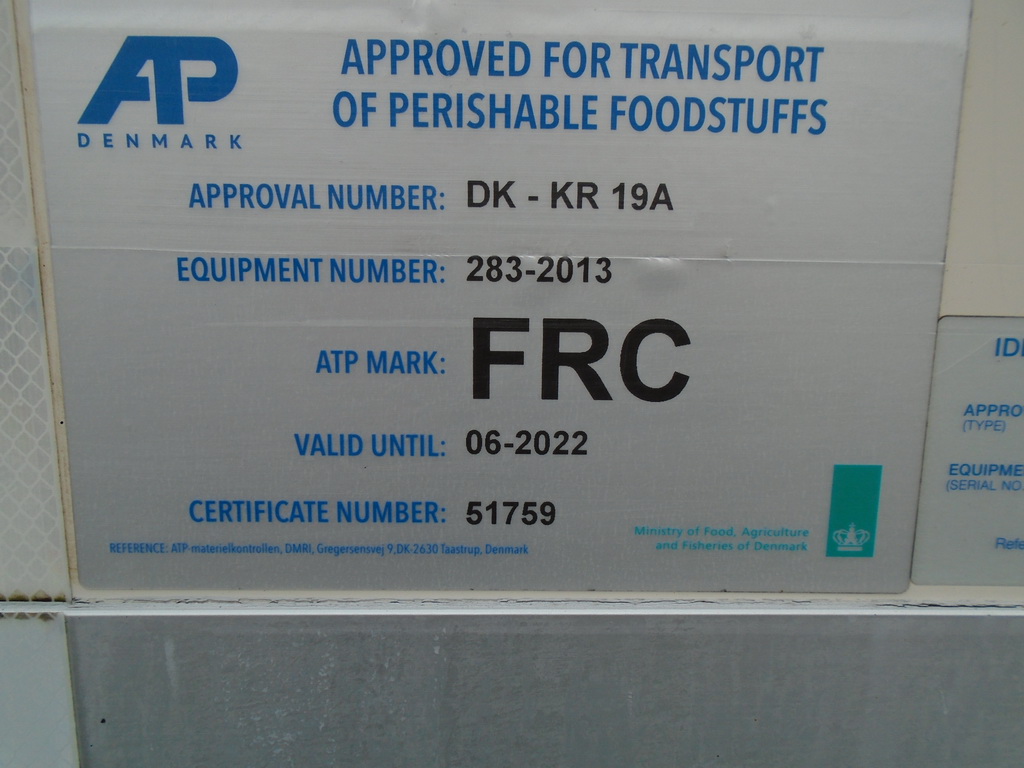 ATP
DENMARK
APPROVED FOR TRANSPORT
OF PERISHABLE FOODSTUFFS
APPROVAL NUMBER: DK - KR 19A
EQUIPMENT NUMBER: 283-2013
ATP MARK: FRC
VALID UNTIL: 06-2022
CERTIFICATE NUMBER: 51759
REFERENCE: ATP-materielkontrollen, DMRI, Gregersensvej 9,DK-2630 Taastrup, Denmark
Ministry of Food, Agriculture
and Fisheries of Denmark
(TYPE)
(SERIAL NO.